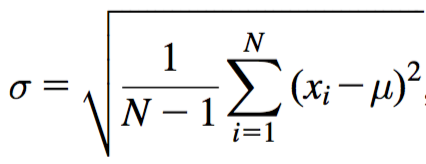 σ = √(1/(N − 1) ∑_{i=1}^{N} (x_i − μ)²),